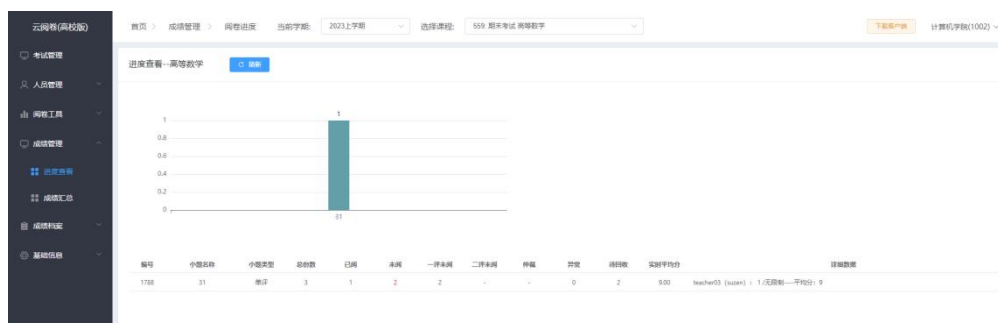 云阅卷(高校版)
首页 > 成绩管理 > 阅卷进度 当前学期: 2023上学期 选择课程: 559 期末考试 高等数学 下载客户端 计算机学院(1002)
考试管理
进度查看--高等数学 刷新
人员管理
阅卷工具
成绩管理
进度查看
成绩汇总
成绩档案
基础信息
1
1
0.8
0.6
0.4
0.2
0
31
编号 小题名称 小题类型 总份数 已阅 未阅 一评未阅 二评未阅 仲裁 异常 待回收 实时平均分 详细数据
1788 31 单评 3 1 2 2 - - 0 2 9.00 teacher03 (suzen) : 1 /无限制----平均分: 9